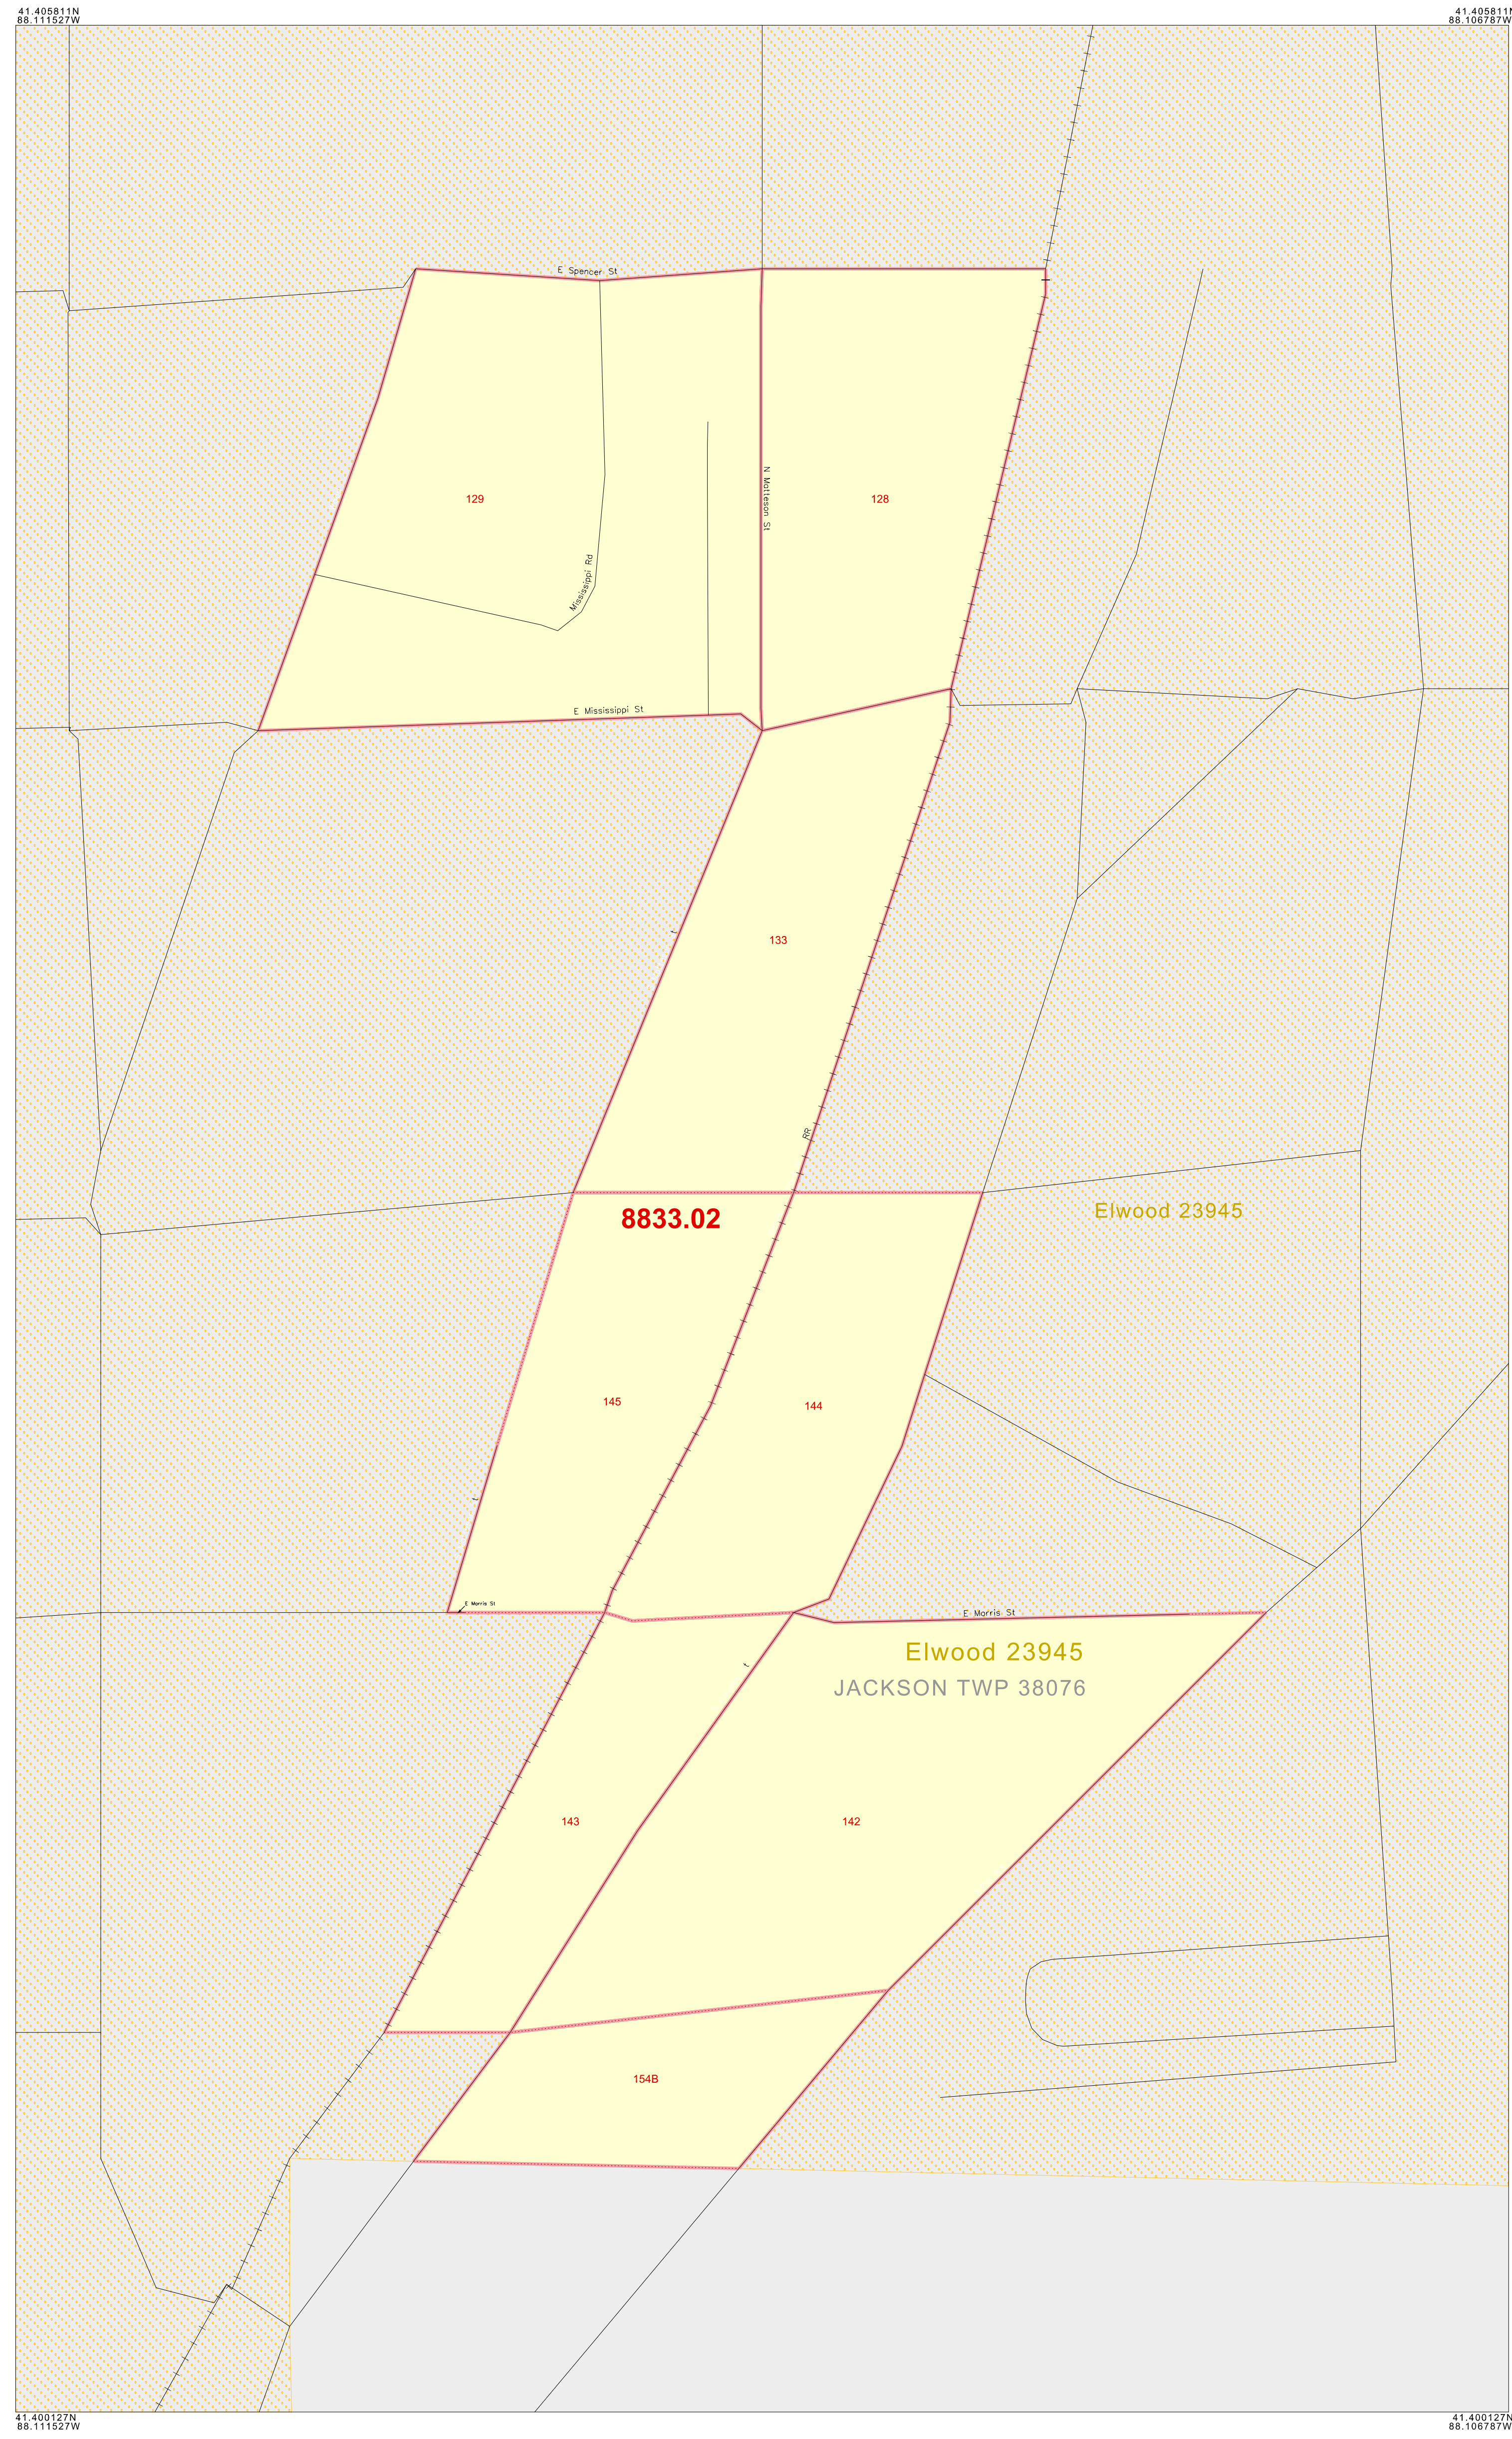 41.405811N
88.111527W
41.405811N
88.106787W
E Spencer St
129
N Matteson St
128
Mississippi Rd
E Mississippi St
133
RR
8833.02
Elwood 23945
145
144
E Morris St
E Morris St
Elwood 23945
JACKSON TWP 38076
143
142
154B
41.400127N
88.111527W
41.400127N
88.106787W